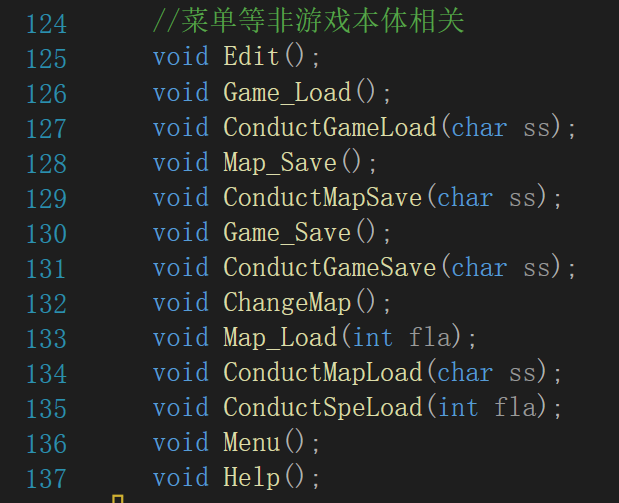 124 //菜单等非游戏本体相关
125 void Edit();
126 void Game_Load();
127 void ConductGameLoad(char ss);
128 void Map_Save();
129 void ConductMapSave(char ss);
130 void Game_Save();
131 void ConductGameSave(char ss);
132 void ChangeMap();
133 void Map_Load(int fla);
134 void ConductMapLoad(char ss);
135 void ConductSpeLoad(int fla);
136 void Menu();
137 void Help();